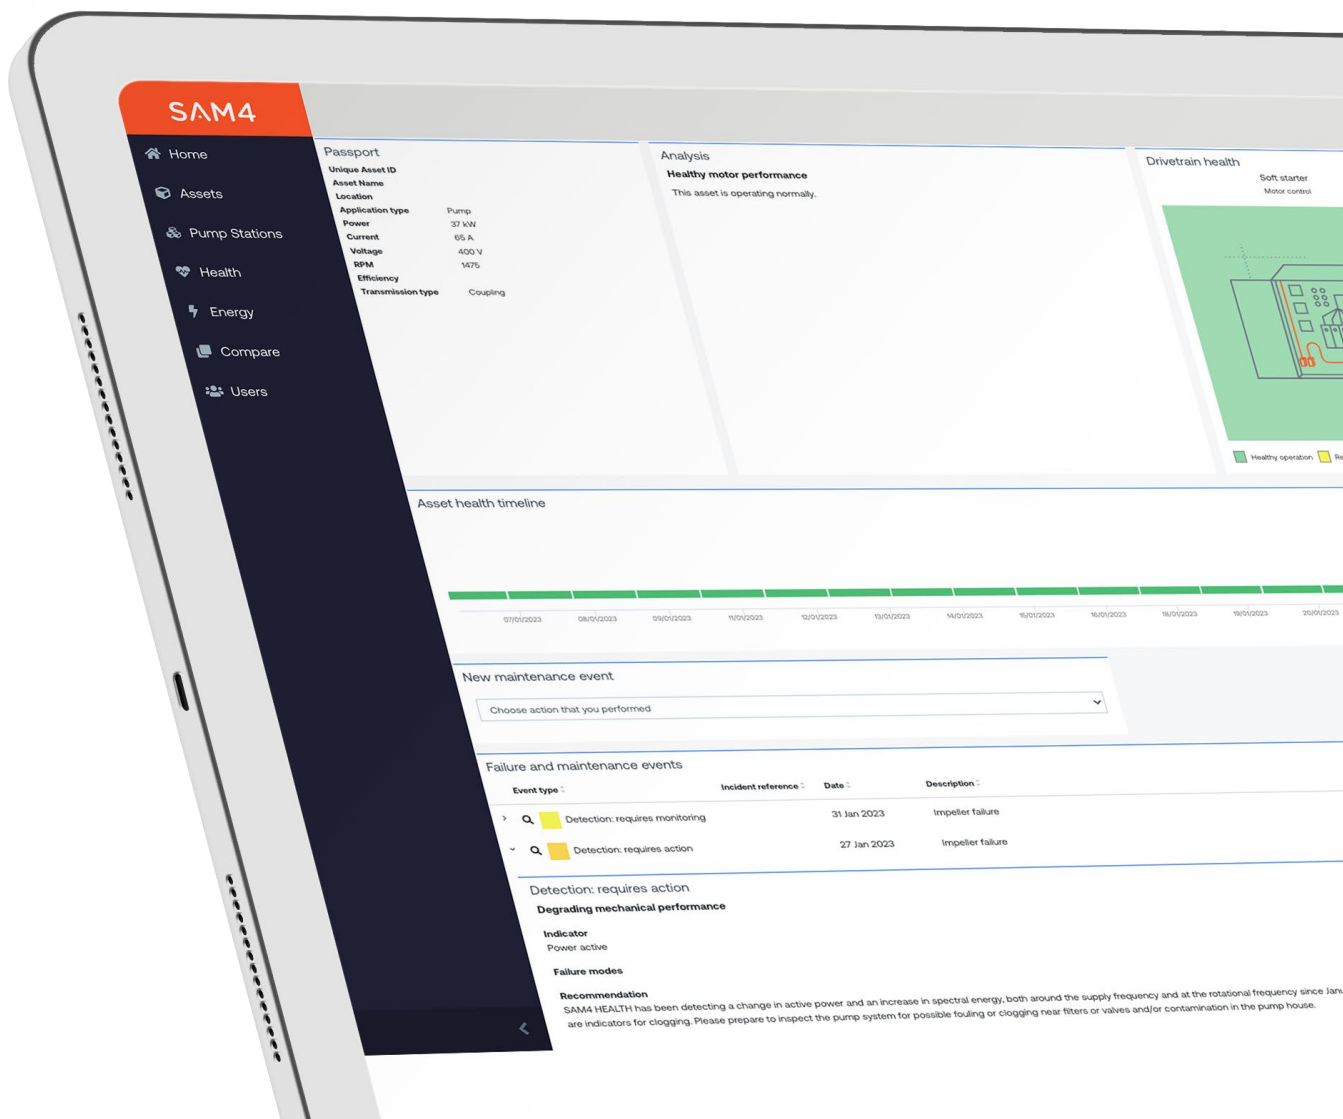 SAM4
Home
Assets
Pump Stations
Health
Energy
Compare
Users
Passport
Unique Asset ID
Asset Name
Location
Application type Pump
Power 37 kW
Current 65 A
Voltage 400 V
RPM 1475
Efficiency
Transmission type Coupling
Analysis
Healthy motor performance
This asset is operating normally.
Drivetrain health
Soft starter
Motor control
Healthy operation
Asset health timeline
07/01/2023 08/01/2023 09/01/2023 11/01/2023 12/01/2023 13/01/2023 14/01/2023 15/01/2023 16/01/2023 18/01/2023 19/01/2023 20/01/2023
New maintenance event
Choose action that you performed
Failure and maintenance events
Event type Incident reference Date Description
Detection: requires monitoring 31 Jan 2023 Impeller failure
Detection: requires action 27 Jan 2023 Impeller failure
Detection: requires action
Degrading mechanical performance
Indicator
Power active
Failure modes
Recommendation
SAM4 HEALTH has been detecting a change in active power and an increase in spectral energy, both around the supply frequency and at the rotational frequency since
are indicators for clogging. Please prepare to inspect the pump system for possible fouling or clogging near filters or valves and/or contamination in the pump house.